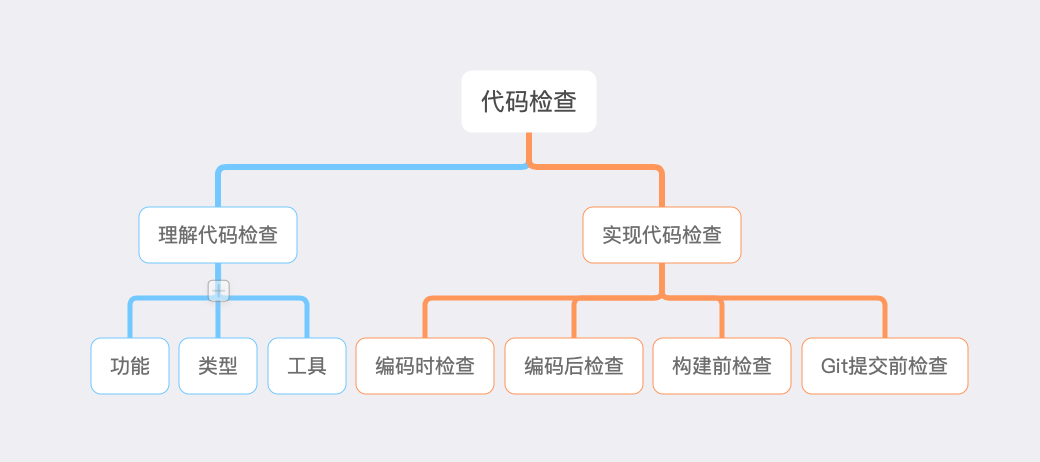 代码检查
理解代码检查
实现代码检查
功能
类型
工具
编码时检查
编码后检查
构建前检查
Git提交前检查